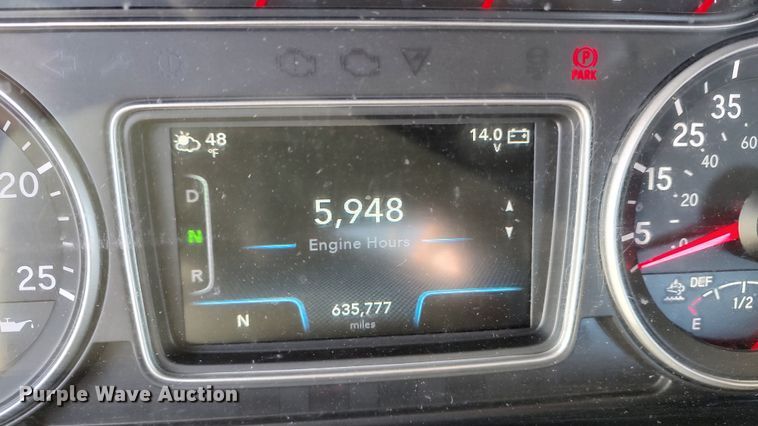 P
PARK
48
°F
14.0
V
D
N
R
5,948
Engine Hours
N
635,777
miles
20
25
35
25
15
5
60
40
20
0
DEF
E
1/2
Purple Wave Auction